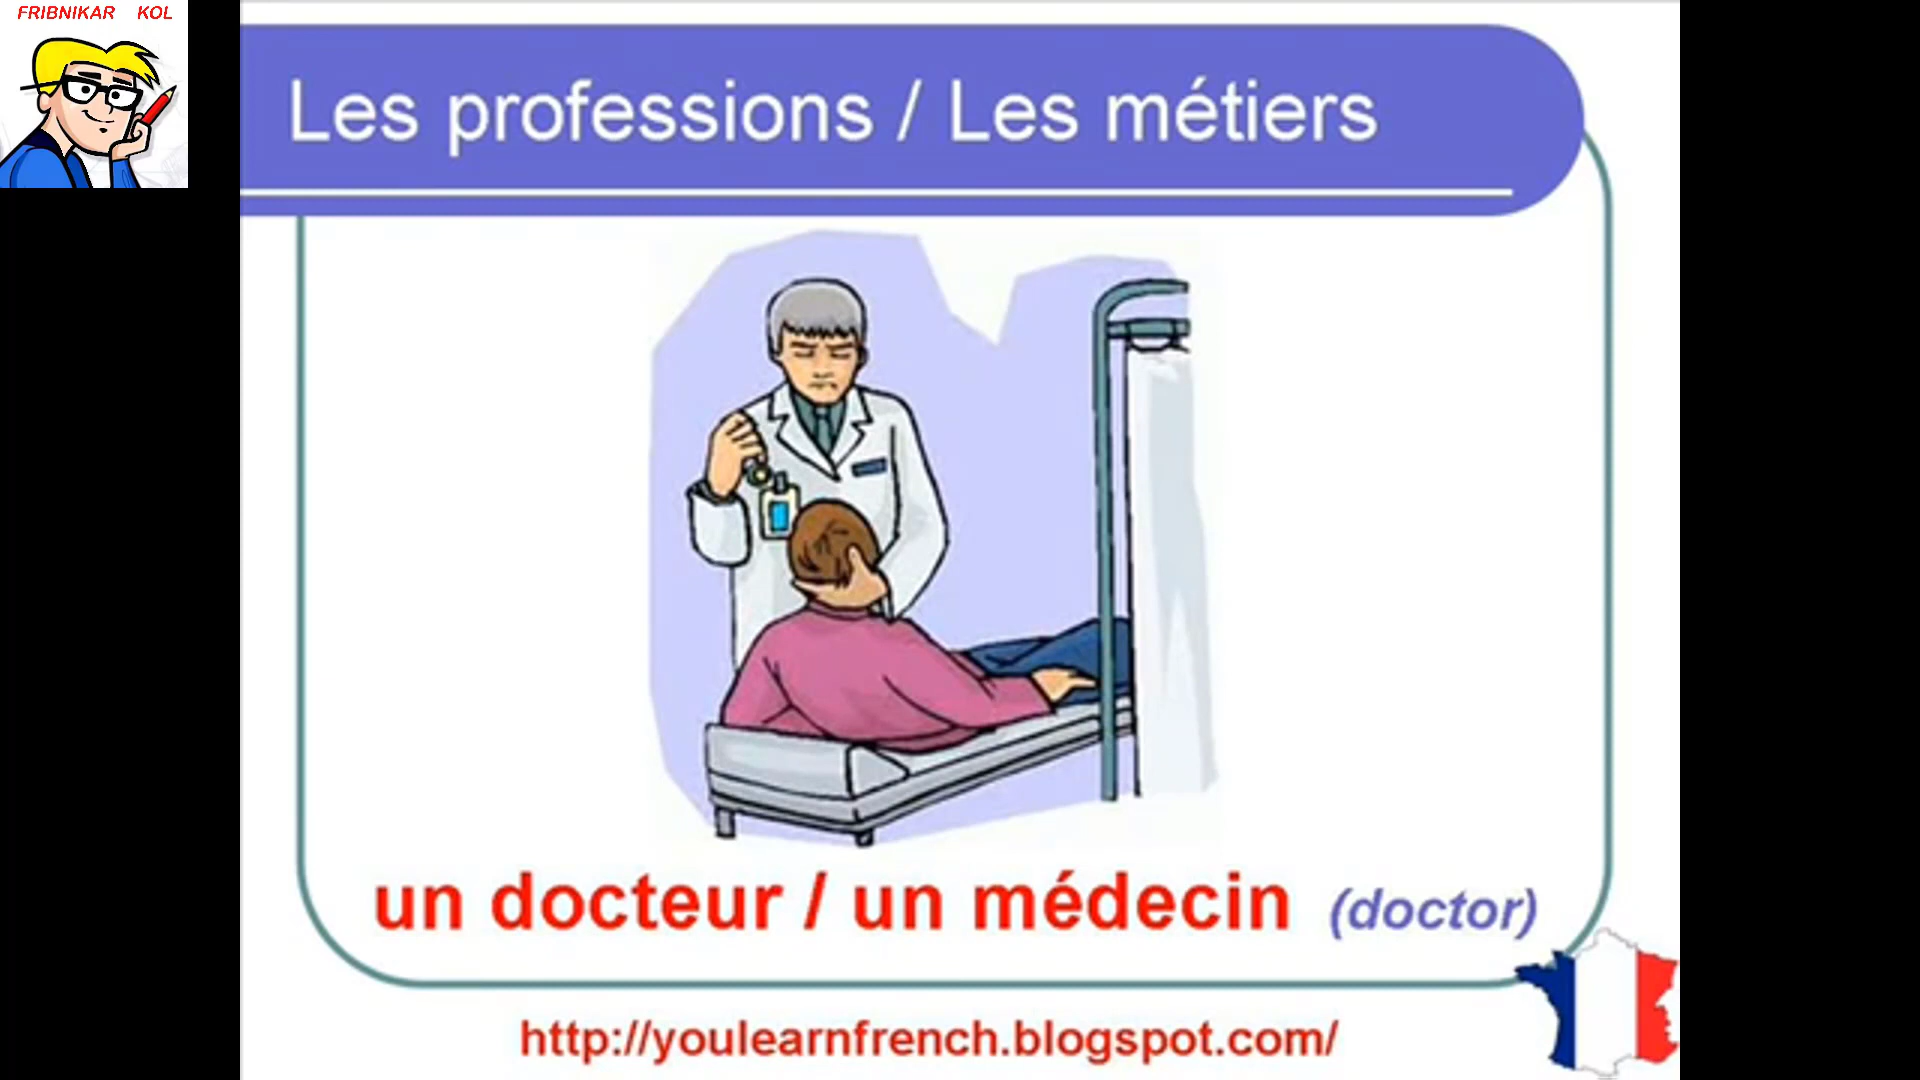 FRIBNIKAR KOL
Les professions / Les métiers
un docteur / un médecin (doctor)
http://youlearnfrench.blogspot.com/